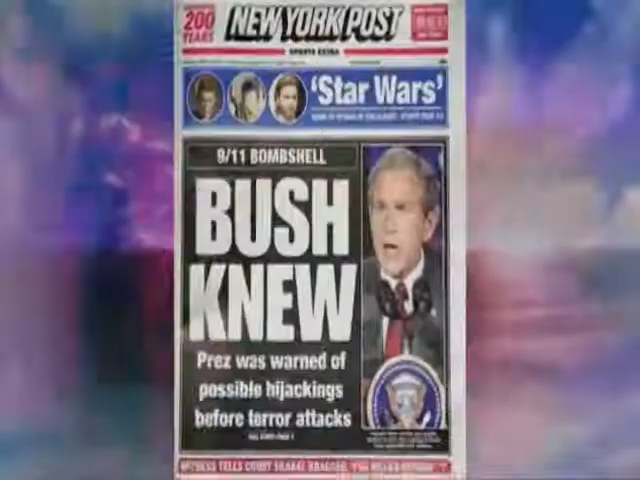 200
YEARS
NEW YORK POST
SPORTS EXTRA
'Star Wars'
9/11 BOMBSHELL
BUSH
KNEW
Prez was warned of
possible hijackings
before terror attacks